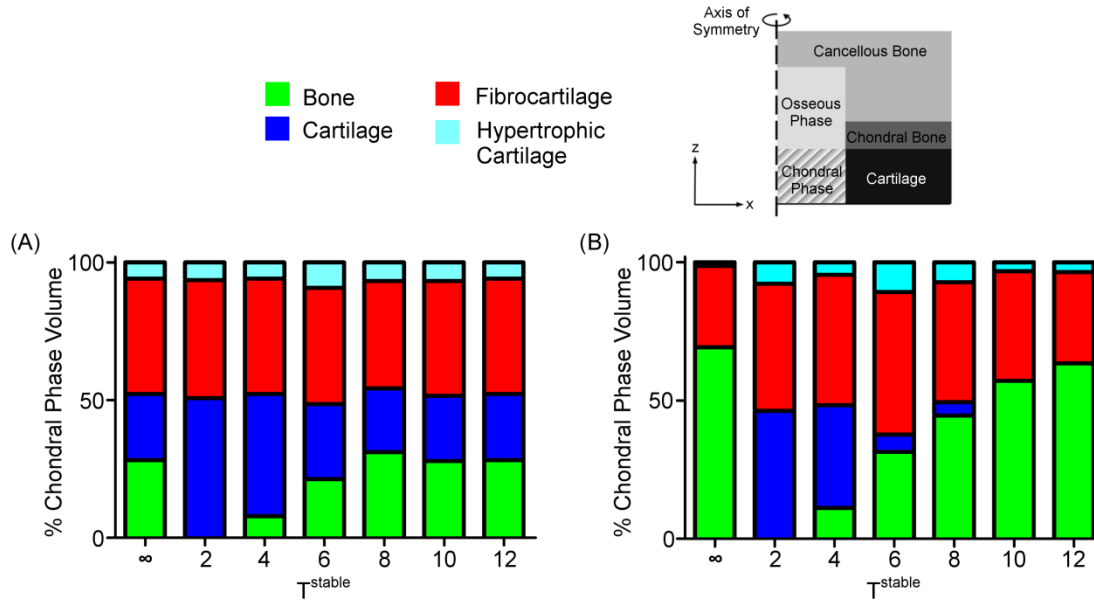 Axis of
Symmetry
Cancellous Bone
Osseous
Phase
Chondral Bone
Chondral
Phase
Cartilage
z
x
Bone
Fibrocartilage
Cartilage
Hypertrophic
Cartilage
(A)
% Chondral Phase Volume
100
50
0
∞ 2 4 6 8 10 12
T^stable
(B)
% Chondral Phase Volume
100
50
0
∞ 2 4 6 8 10 12
T^stable